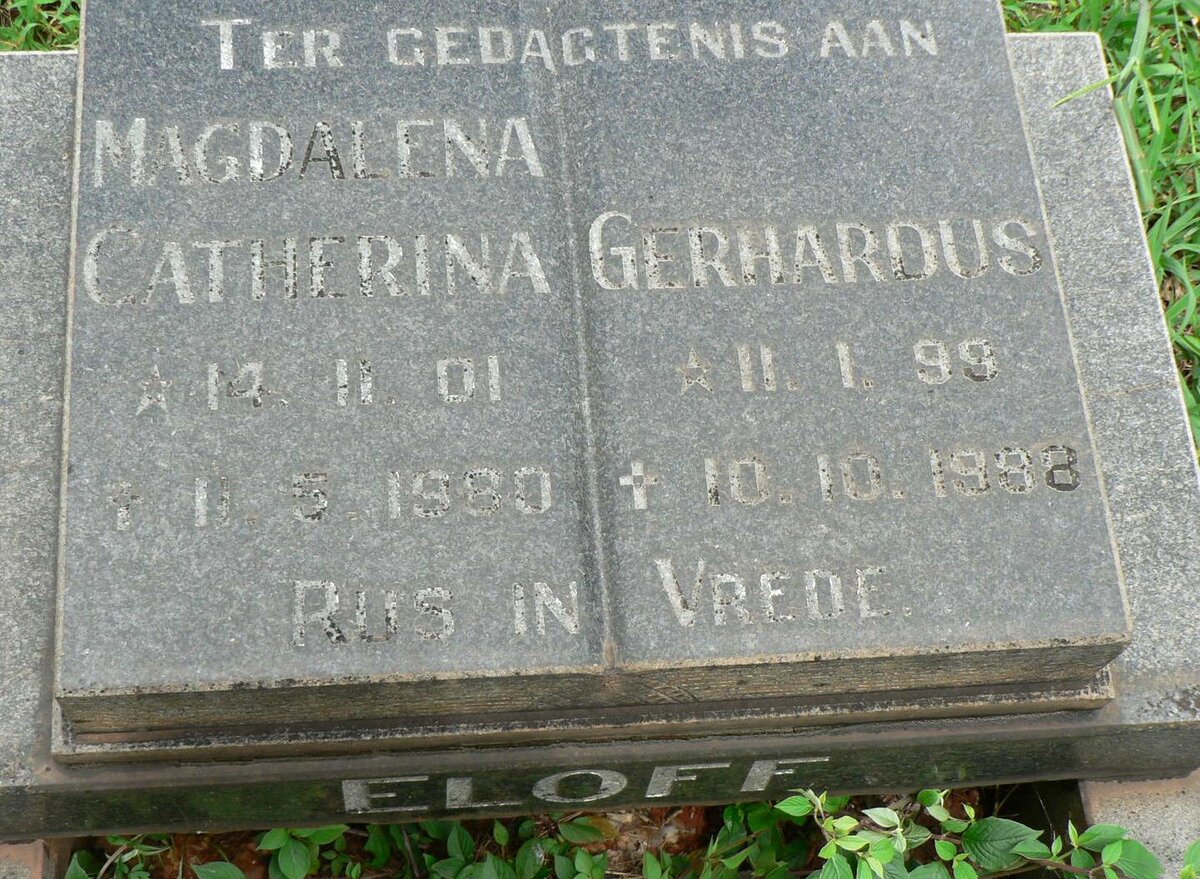 TER GEDAGTENIS AAN
MAGDALENA
CATHERINA
★ 14. 11. 01
✝ 11. 5. 1980
GERHARDUS
★ 11. 1. 99
✝ 10. 10. 1988
RUS IN VREDE.
ELOFF